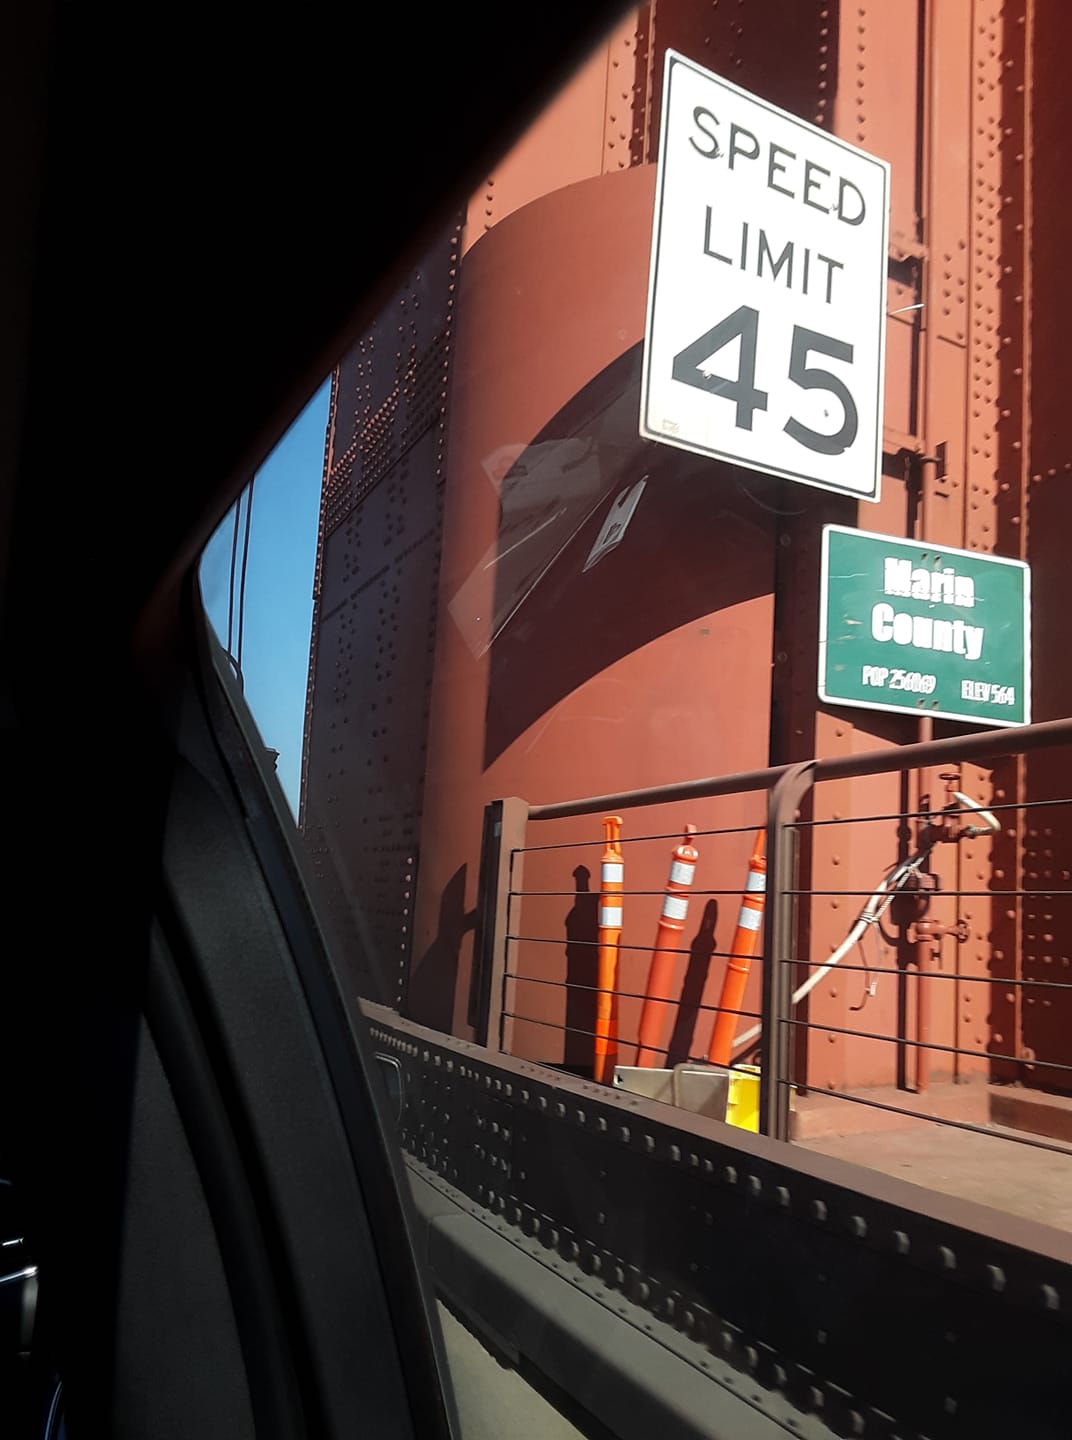 SPEED
LIMIT
45
Marin
County
POP 256069 ELEV 564